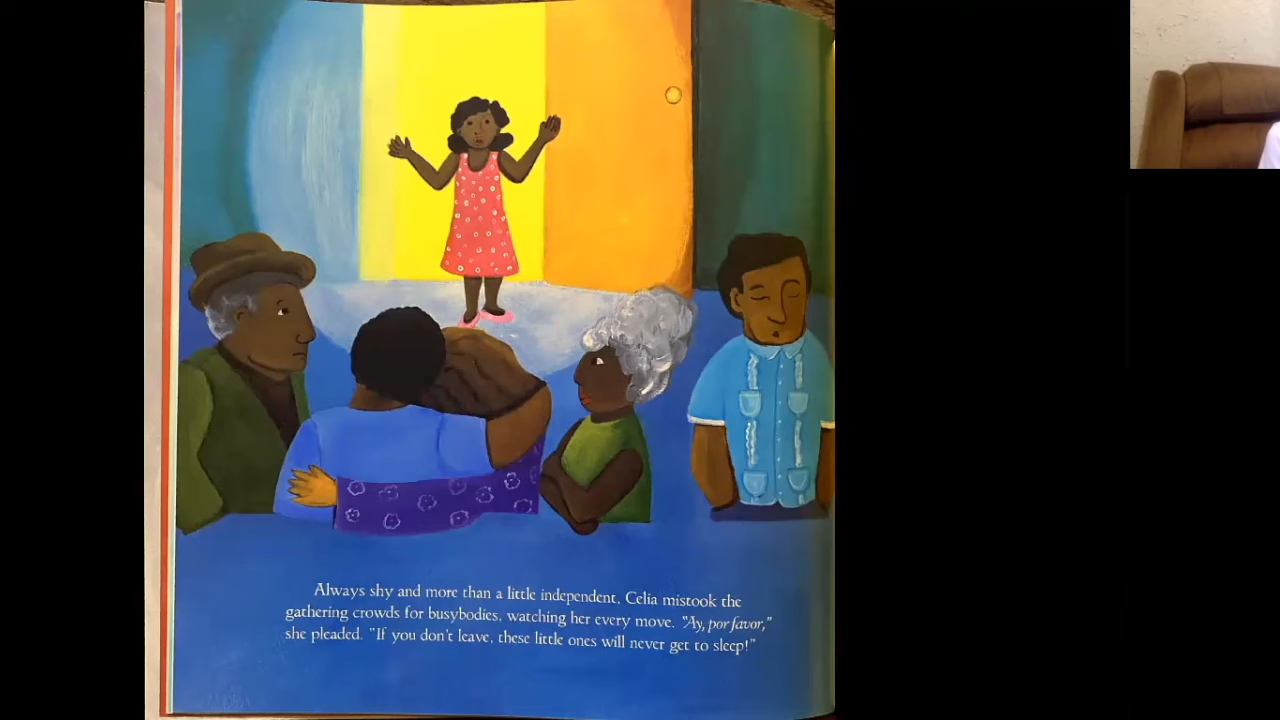 Always shy and more than a little independent, Celia mistook the
gathering crowds for busybodies, watching her every move. "Ay, por favor,"
she pleaded. "If you don't leave, these little ones will never get to sleep!"